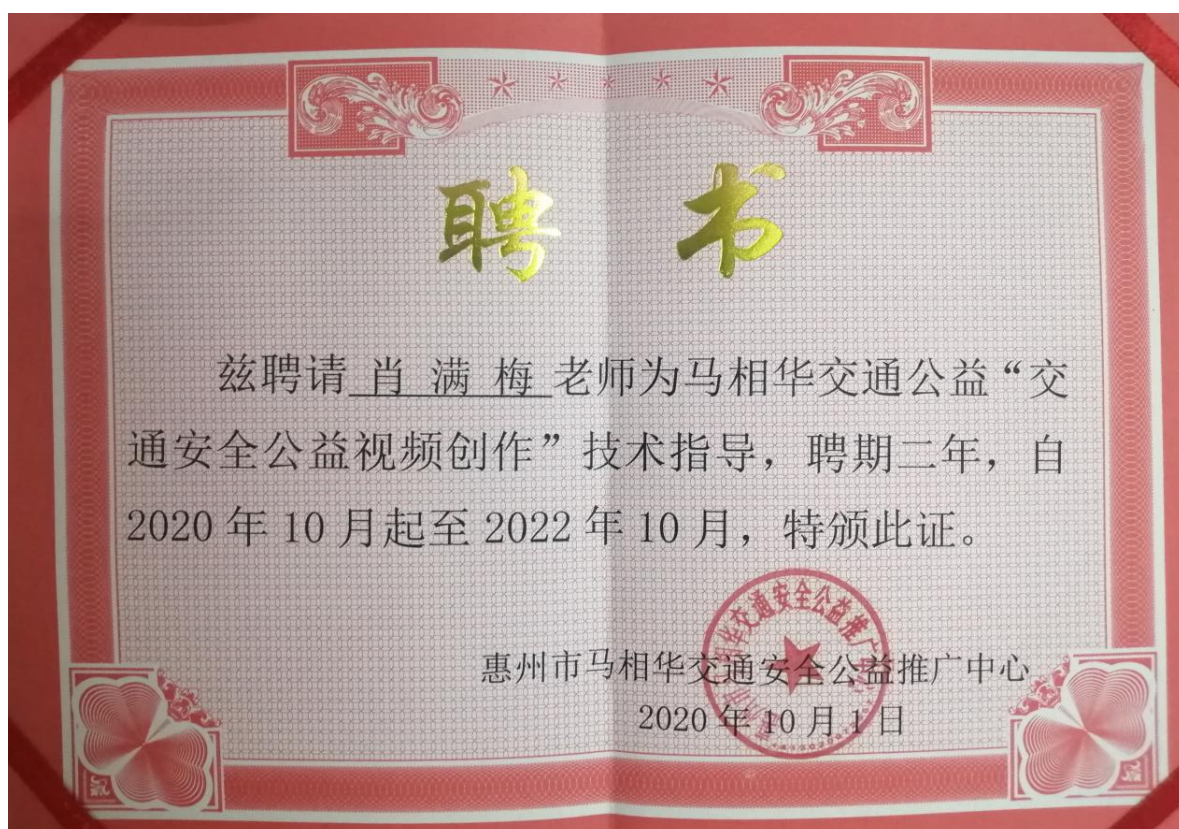 聘书
兹聘请 肖 满 梅 老师为马相华交通公益“交
通安全公益视频创作”技术指导，聘期二年，自
2020 年 10 月起至 2022 年 10 月，特颁此证。
惠州市马相华交通安全公益推广中心
2020 年 10 月 1 日